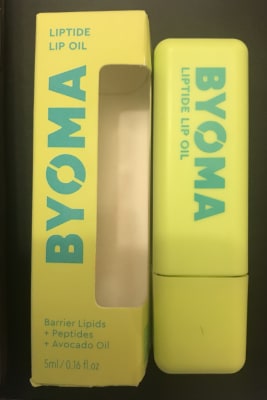 LIPTIDE
LIP OIL
BYOMA
Barrier Lipids
+ Peptides
+ Avocado Oil
5ml / 0.16 fl oz
BYOMA
LIPTIDE LIP OIL